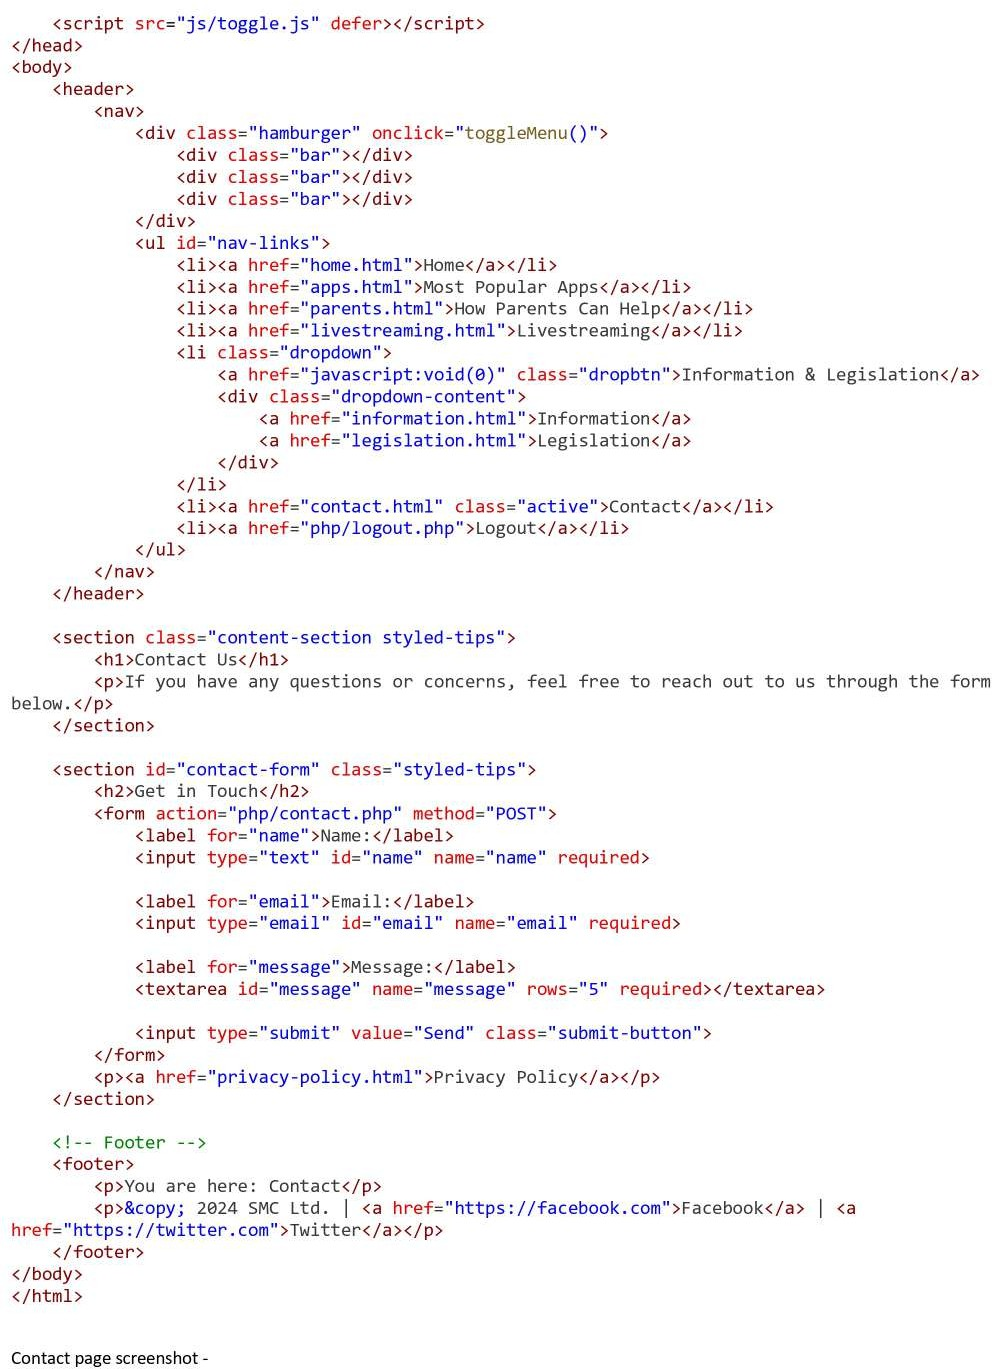 <script src="js/toggle.js" defer></script>
</head>
<body>
    <header>
        <nav>
            <div class="hamburger" onclick="toggleMenu()">
                <div class="bar"></div>
                <div class="bar"></div>
                <div class="bar"></div>
            </div>
            <ul id="nav-links">
                <li><a href="home.html">Home</a></li>
                <li><a href="apps.html">Most Popular Apps</a></li>
                <li><a href="parents.html">How Parents Can Help</a></li>
                <li><a href="livestreaming.html">Livestreaming</a></li>
                <li class="dropdown">
                    <a href="javascript:void(0)" class="dropbtn">Information & Legislation</a>
                    <div class="dropdown-content">
                        <a href="information.html">Information</a>
                        <a href="legislation.html">Legislation</a>
                    </div>
                </li>
                <li><a href="contact.html" class="active">Contact</a></li>
                <li><a href="php/logout.php">Logout</a></li>
            </ul>
        </nav>
    </header>

    <section class="content-section styled-tips">
        <h1>Contact Us</h1>
        <p>If you have any questions or concerns, feel free to reach out to us through the form
below.</p>
    </section>

    <section id="contact-form" class="styled-tips">
        <h2>Get in Touch</h2>
        <form action="php/contact.php" method="POST">
            <label for="name">Name:</label>
            <input type="text" id="name" name="name" required>

            <label for="email">Email:</label>
            <input type="email" id="email" name="email" required>

            <label for="message">Message:</label>
            <textarea id="message" name="message" rows="5" required></textarea>

            <input type="submit" value="Send" class="submit-button">
        </form>
        <p><a href="privacy-policy.html">Privacy Policy</a></p>
    </section>

    <!-- Footer -->
    <footer>
        <p>You are here: Contact</p>
        <p>&copy; 2024 SMC Ltd. | <a href="https://facebook.com">Facebook</a> | <a
href="https://twitter.com">Twitter</a></p>
    </footer>
</body>
</html>

Contact page screenshot -